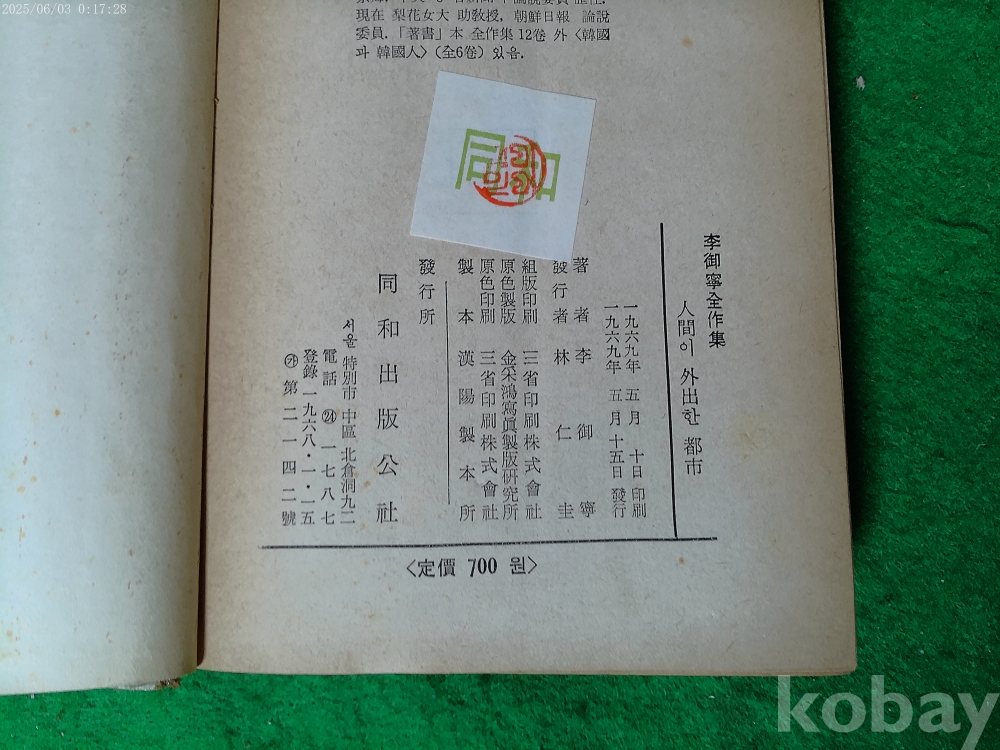 2025/06/03 0:17:28
現在 梨花女大 助敎授, 朝鮮日報 論說
委員.「著書」本 全作集 12卷 外 〈韓國
과 韓國人〉(全6卷) 있음.
同和
李御寧全作集
人間이 外出한 都市
一九六九年 五月 十日 印刷
一九六九年 五月 十五日 發行
著者 李御寧
發行者 林仁圭
組版印刷 三省印刷株式會社
原色製版 金采鴻寫眞製版硏究所
原色印刷 三省印刷株式會社
製本 漢陽製本所
發行所
同和出版公社
서울 特別市 中區 北倉洞九二
電話 ㉔ 一七八七
登錄 一九六八·一·一五
㉮ 第二一四二號
〈定價 700 원〉
kobay